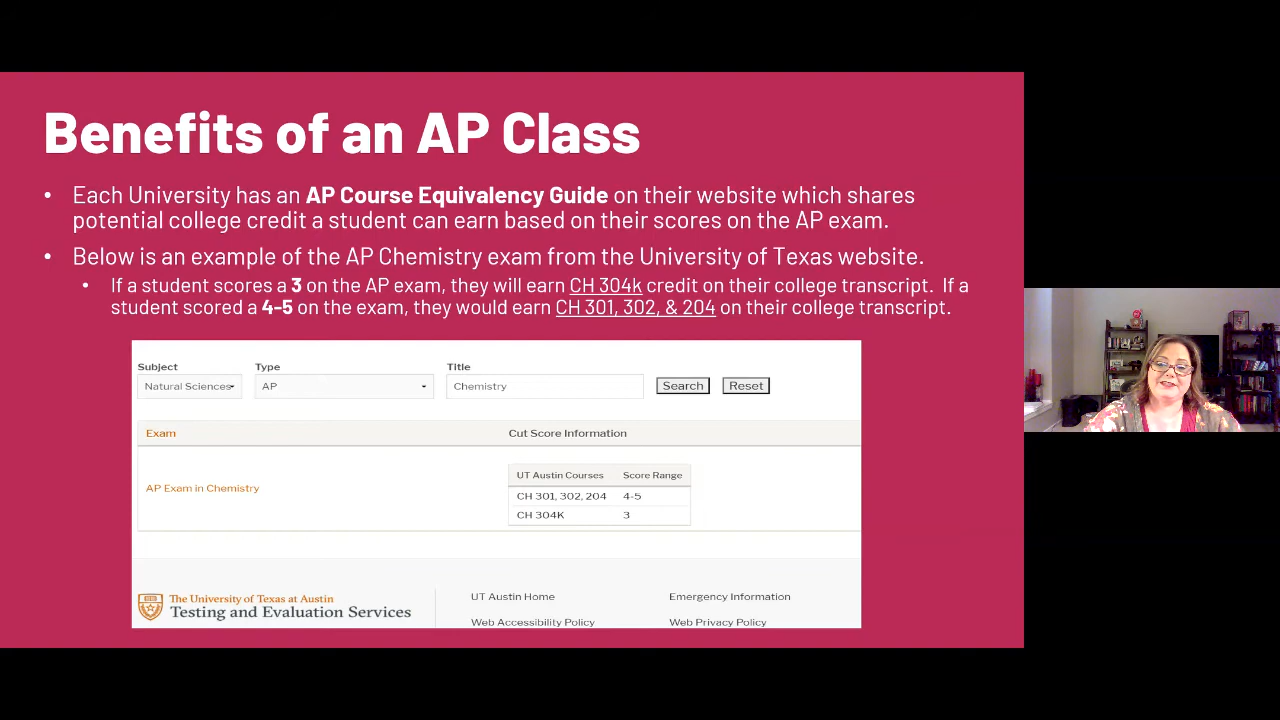 Benefits of an AP Class
• Each University has an AP Course Equivalency Guide on their website which shares
potential college credit a student can earn based on their scores on the AP exam.
• Below is an example of the AP Chemistry exam from the University of Texas website.
• If a student scores a 3 on the AP exam, they will earn CH 304k credit on their college transcript. If a
student scored a 4-5 on the exam, they would earn CH 301, 302, & 204 on their college transcript.
Subject Type Title
Natural Sciences AP Chemistry Search Reset
Exam Cut Score Information
UT Austin Courses Score Range
AP Exam in Chemistry
CH 301, 302, 204 4-5
CH 304K 3
The University of Texas at Austin
Testing and Evaluation Services
UT Austin Home Emergency Information
Web Accessibility Policy Web Privacy Policy